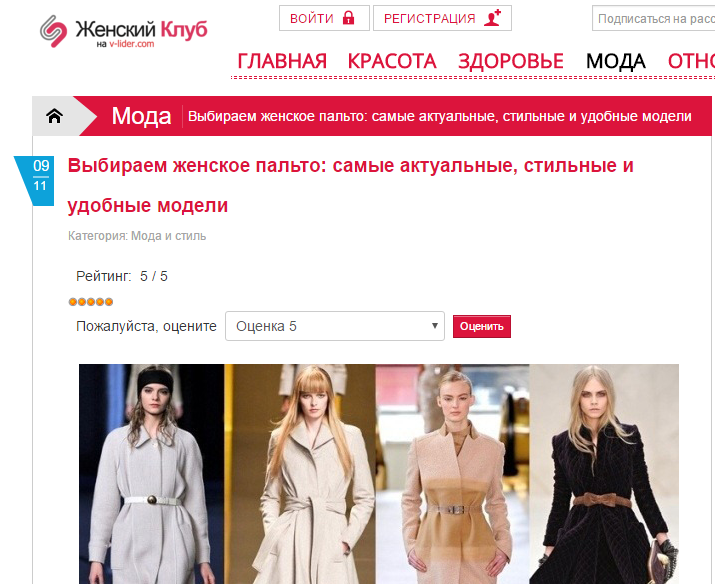 Женский Клуб
на v-lider.com
ВОЙТИ
РЕГИСТРАЦИЯ
Подписаться на расс
ГЛАВНАЯ КРАСОТА ЗДОРОВЬЕ МОДА ОТНО
Мода Выбираем женское пальто: самые актуальные, стильные и удобные модели
09
11
Выбираем женское пальто: самые актуальные, стильные и
удобные модели
Категория: Мода и стиль
Рейтинг: 5 / 5
Пожалуйста, оцените Оценка 5 Оценить